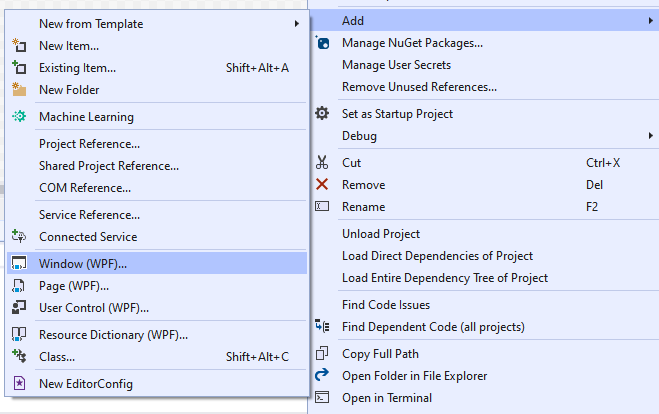 New from Template
New Item...
Existing Item... Shift+Alt+A
New Folder
Machine Learning
Project Reference...
Shared Project Reference...
COM Reference...
Service Reference...
Connected Service
Window (WPF)...
Page (WPF)...
User Control (WPF)...
Resource Dictionary (WPF)...
Class... Shift+Alt+C
New EditorConfig
Add
Manage NuGet Packages...
Manage User Secrets
Remove Unused References...
Set as Startup Project
Debug
Cut Ctrl+X
Remove Del
Rename F2
Unload Project
Load Direct Dependencies of Project
Load Entire Dependency Tree of Project
Find Code Issues
Find Dependent Code (all projects)
Copy Full Path
Open Folder in File Explorer
Open in Terminal